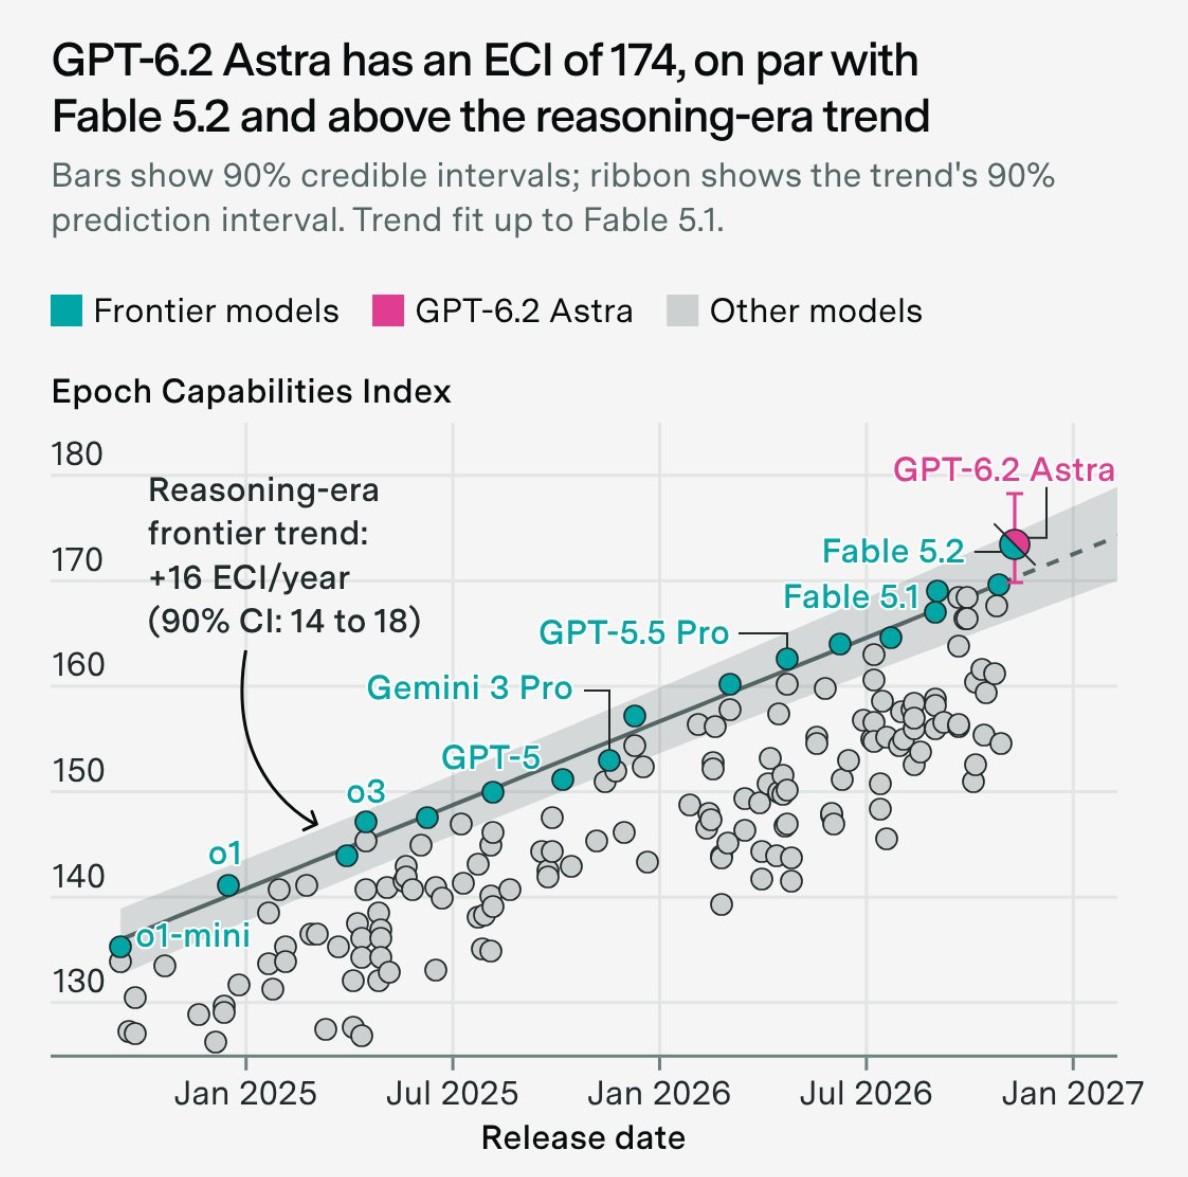 GPT-6.2 Astra has an ECI of 174, on par with
Fable 5.2 and above the reasoning-era trend
Bars show 90% credible intervals; ribbon shows the trend's 90%
prediction interval. Trend fit up to Fable 5.1.
Frontier models
GPT-6.2 Astra
Other models
Epoch Capabilities Index
180
170
160
150
140
130
Reasoning-era
frontier trend:
+16 ECI/year
(90% CI: 14 to 18)
GPT-6.2 Astra
Fable 5.2
Fable 5.1
GPT-5.5 Pro
Gemini 3 Pro
GPT-5
o3
o1
o1-mini
Jan 2025
Jul 2025
Jan 2026
Jul 2026
Jan 2027
Release date